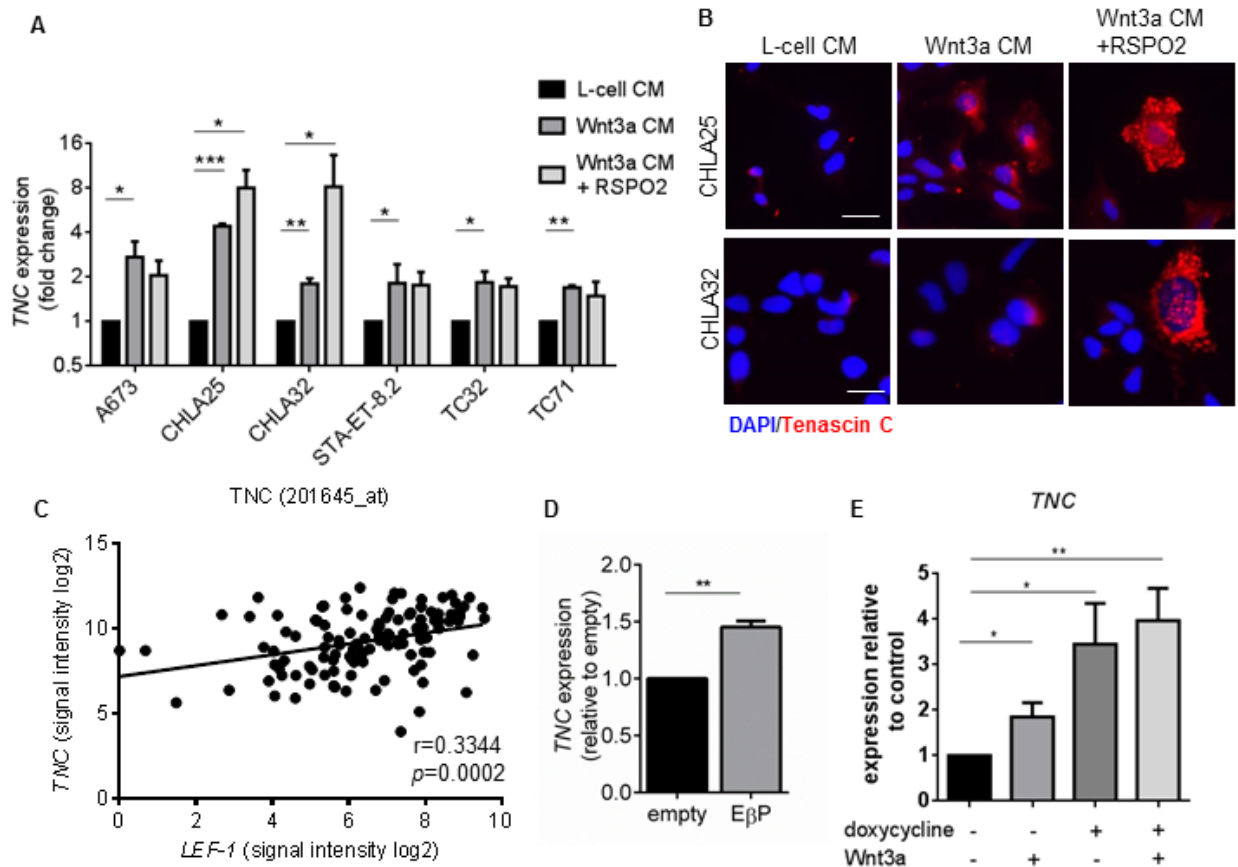 A
L-cell CM
Wnt3a CM
Wnt3a CM
+ RSPO2
TNC expression
(fold change)
16
8
4
2
1
0.5
*
***
*
**
*
*
*
**
A673
CHLA25
CHLA32
STA-ET-8.2
TC32
TC71
B
L-cell CM
Wnt3a CM
Wnt3a CM
+RSPO2
CHLA25
CHLA32
DAPI/Tenascin C
C
TNC (201645_at)
TNC (signal intensity log2)
15
10
5
0
r=0.3344
p=0.0002
0 2 4 6 8 10
LEF-1 (signal intensity log2)
D
TNC expression
(relative to empty)
2.0
1.5
1.0
0.5
0.0
**
empty EβP
E
TNC
expression relative
to control
5
4
3
2
1
0
**
*
*
doxycycline - - + +
Wnt3a - + - +